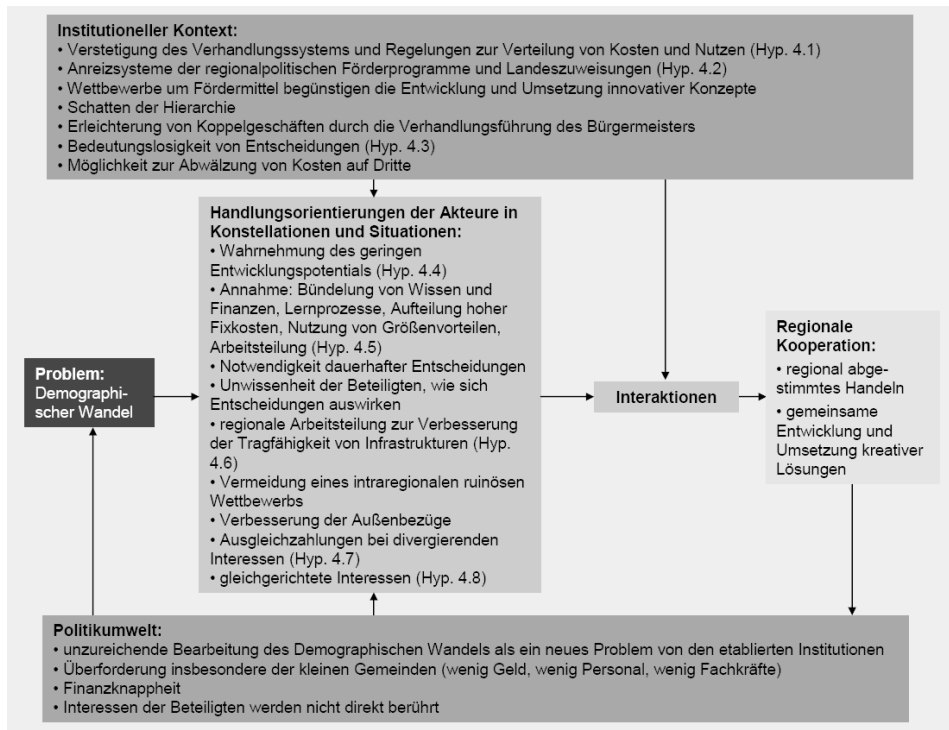 Institutioneller Kontext:
• Verstetigung des Verhandlungssystems und Regelungen zur Verteilung von Kosten und Nutzen (Hyp. 4.1)
• Anreizsysteme der regionalpolitischen Förderprogramme und Landeszuweisungen (Hyp. 4.2)
• Wettbewerbe um Fördermittel begünstigen die Entwicklung und Umsetzung innovativer Konzepte
• Schatten der Hierarchie
• Erleichterung von Koppelgeschäften durch die Verhandlungsführung des Bürgermeisters
• Bedeutungslosigkeit von Entscheidungen (Hyp. 4.3)
• Möglichkeit zur Abwälzung von Kosten auf Dritte
Problem:
Demographi-
scher Wandel
Handlungsorientierungen der Akteure in
Konstellationen und Situationen:
• Wahrnehmung des geringen
Entwicklungspotentials (Hyp. 4.4)
• Annahme: Bündelung von Wissen und
Finanzen, Lernprozesse, Aufteilung hoher
Fixkosten, Nutzung von Größenvorteilen,
Arbeitsteilung (Hyp. 4.5)
• Notwendigkeit dauerhafter Entscheidungen
• Unwissenheit der Beteiligten, wie sich
Entscheidungen auswirken
• regionale Arbeitsteilung zur Verbesserung
der Tragfähigkeit von Infrastrukturen (Hyp.
4.6)
• Vermeidung eines intraregionalen ruinösen
Wettbewerbs
• Verbesserung der Außenbezüge
• Ausgleichzahlungen bei divergierenden
Interessen (Hyp. 4.7)
• gleichgerichtete Interessen (Hyp. 4.8)
Interaktionen
Regionale
Kooperation:
• regional abge-
stimmtes Handeln
• gemeinsame
Entwicklung und
Umsetzung kreativer
Lösungen
Politikumwelt:
• unzureichende Bearbeitung des Demographischen Wandels als ein neues Problem von den etablierten Institutionen
• Überforderung insbesondere der kleinen Gemeinden (wenig Geld, wenig Personal, wenig Fachkräfte)
• Finanzknappheit
• Interessen der Beteiligten werden nicht direkt berührt